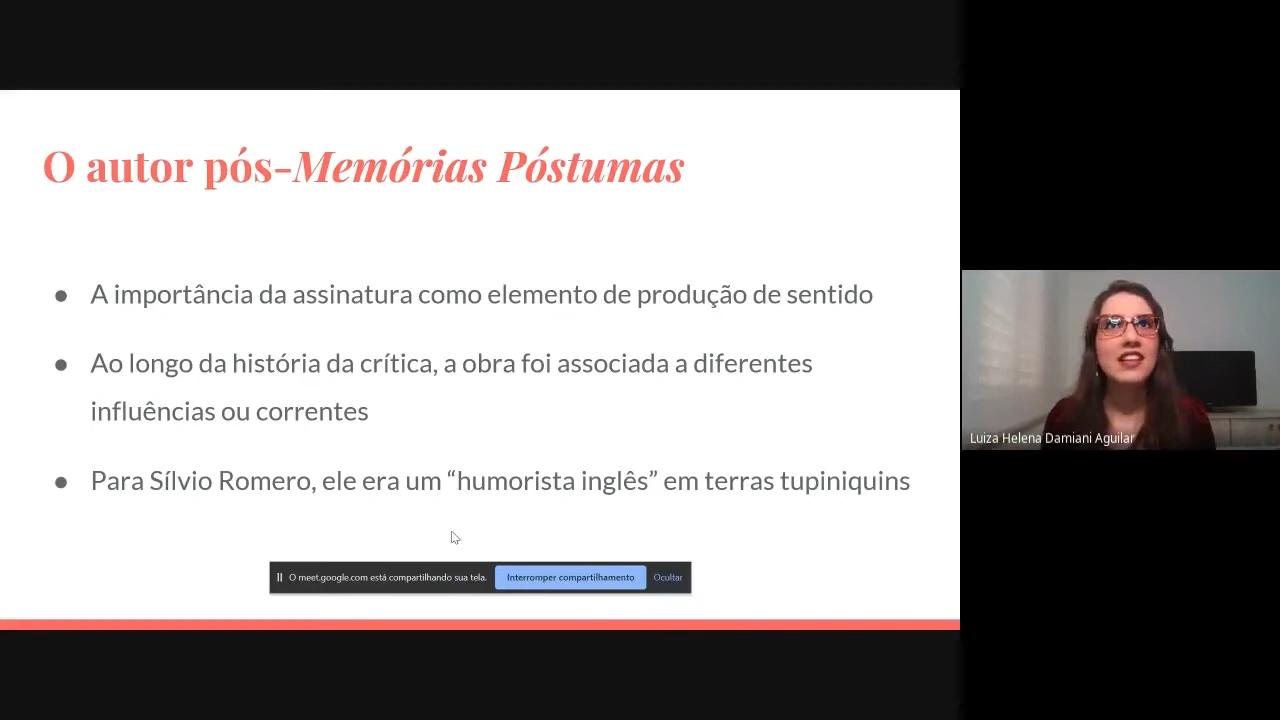 O autor pós-Memórias Póstumas
● A importância da assinatura como elemento de produção de sentido
● Ao longo da história da crítica, a obra foi associada a diferentes
influências ou correntes
● Para Sílvio Romero, ele era um “humorista inglês” em terras tupiniquins
O meet.google.com está compartilhando sua tela. Interromper compartilhamento Ocultar
Luiza Helena Damiani Aguilar